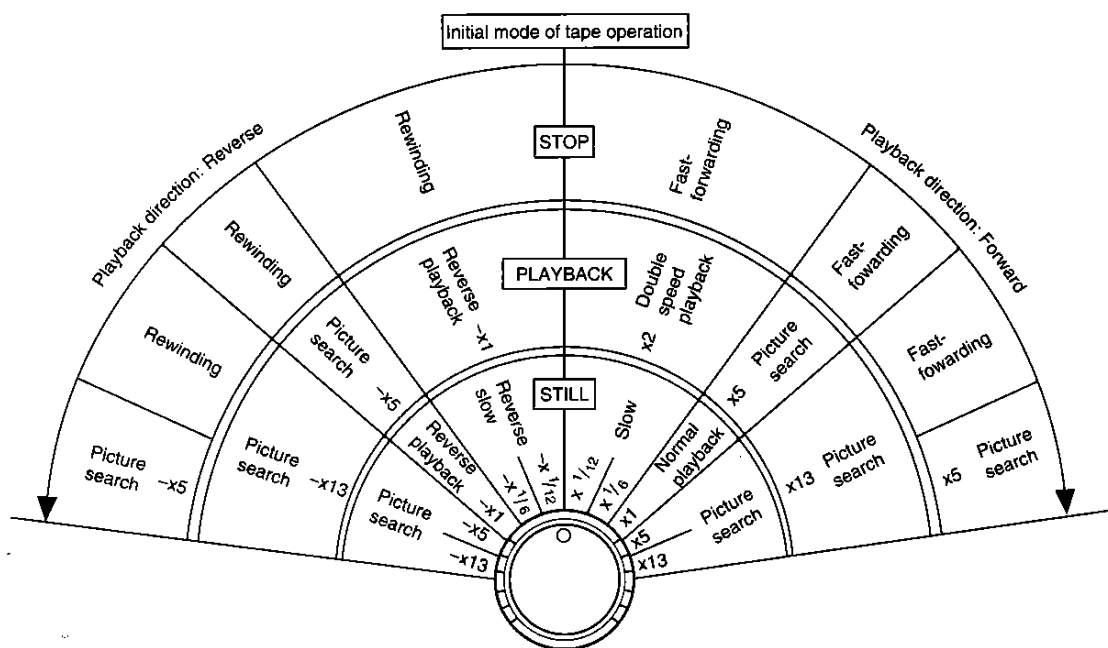 Initial mode of tape operation
Playback direction: Reverse
Playback direction: Forward
STOP
Rewinding
Rewinding
Rewinding
Picture
search
–x5
Fast-
forwarding
Fast-
fowarding
Fast-
fowarding
x5
Picture
search
PLAYBACK
Reverse
playback
–x1
Picture
search
–x5
Picture
search
–x13
Double
speed
playback
x2
Picture
search
x5
Picture
search
x13
STILL
Reverse
slow
–x 1/12
–x 1/6
Reverse
playback
–x1
Picture
search
–x5
–x13
Slow
x 1/12
x 1/6
Normal
playback
x1
Picture
search
x5
x13